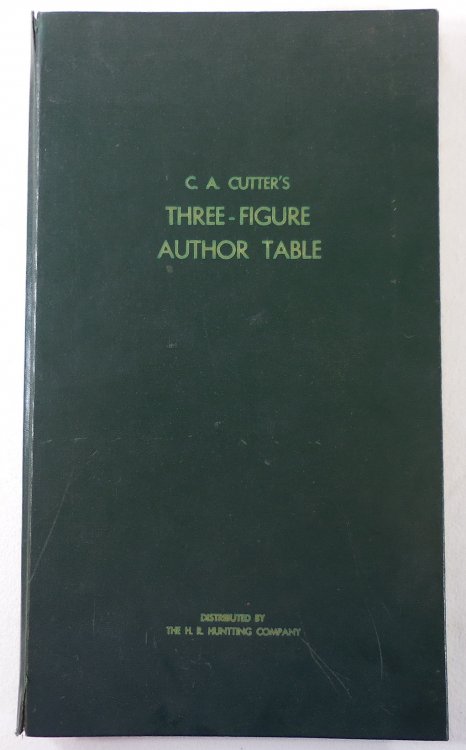 C. A. CUTTER'S
THREE-FIGURE
AUTHOR TABLE
DISTRIBUTED BY
THE H. R. HUNTTING COMPANY